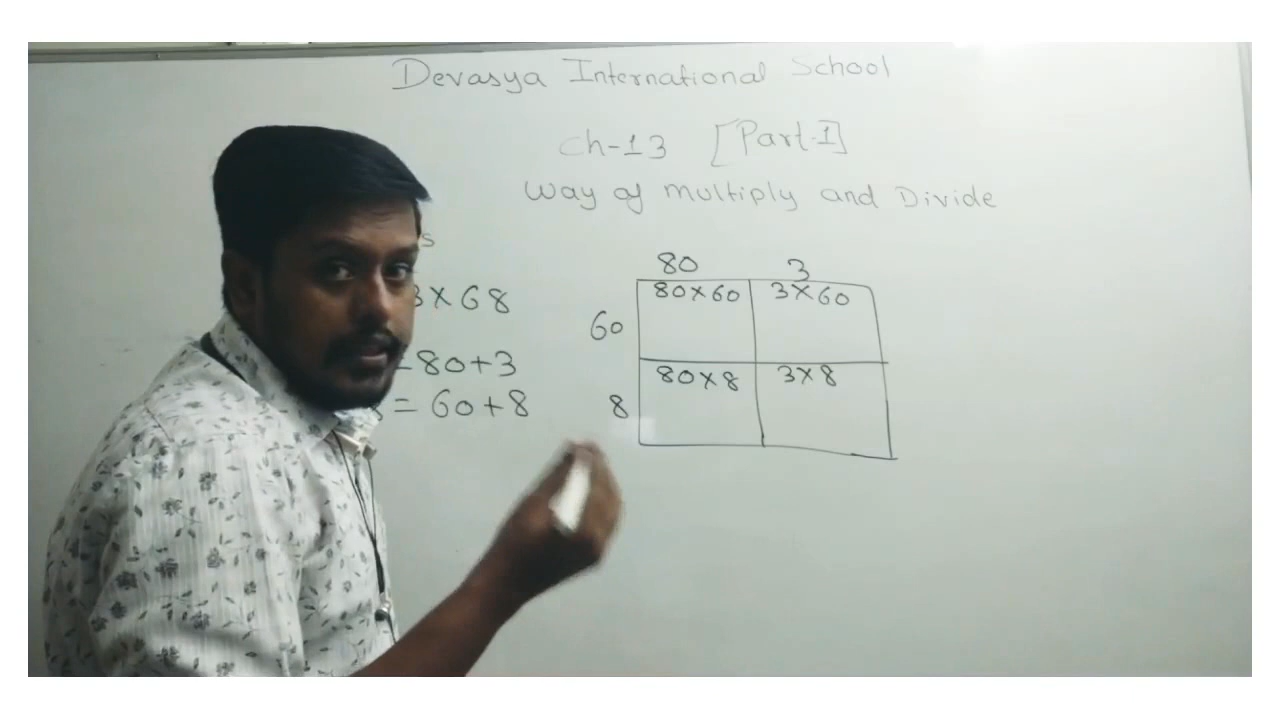 Devasya International School
Ch-13 [Part-I]
Way of multiply and Divide
80 3
3×68
80×60 3×60
60
=80+3
80×8 3×8
= 60+8
8